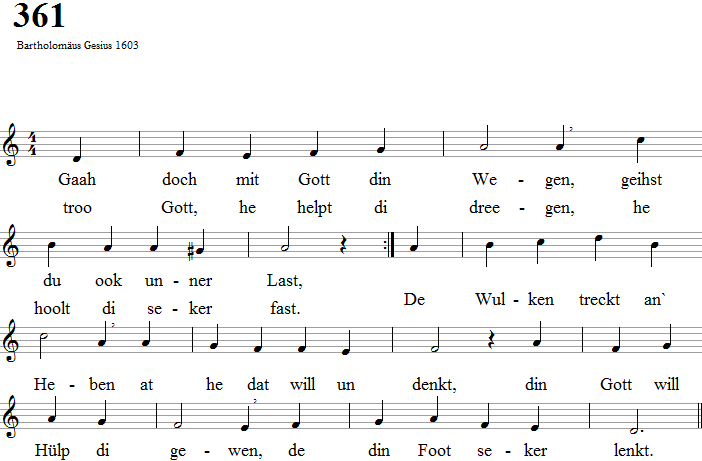 361
Bartholomäus Gesius 1603
4
4
Gaah doch mit Gott din We - gen, geihst
troo Gott, he helpt di dree - gen, he
du ook un - ner Last,
hoolt di se - ker fast. De Wul - ken treckt an`
He - ben at he dat will un denkt, din Gott will
Hülp di ge - wen, de din Foot se - ker lenkt.